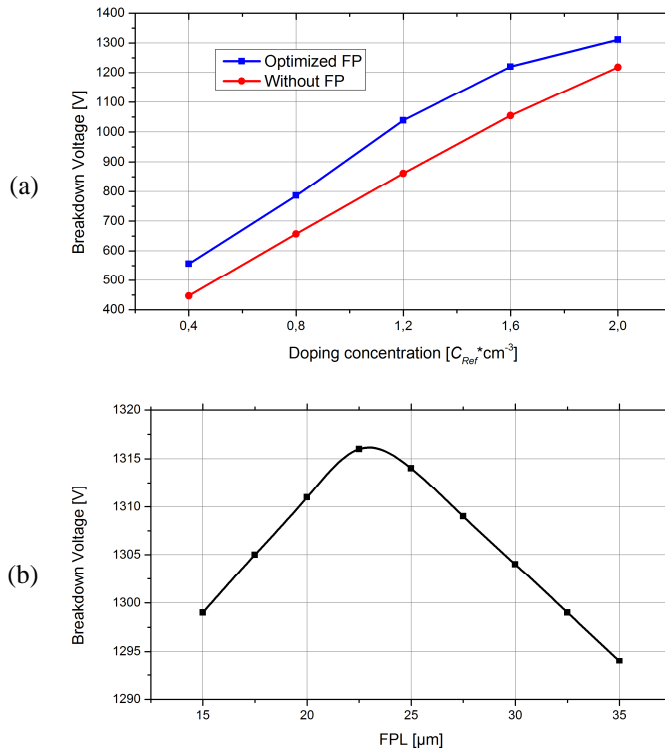 (a)
Breakdown Voltage [V]
1400
1300
1200
1100
1000
900
800
700
600
500
400
Optimized FP
Without FP
0,4 0,8 1,2 1,6 2,0
Doping concentration [C_Ref*cm⁻³]
(b)
Breakdown Voltage [V]
1320
1315
1310
1305
1300
1295
1290
15 20 25 30 35
FPL [µm]